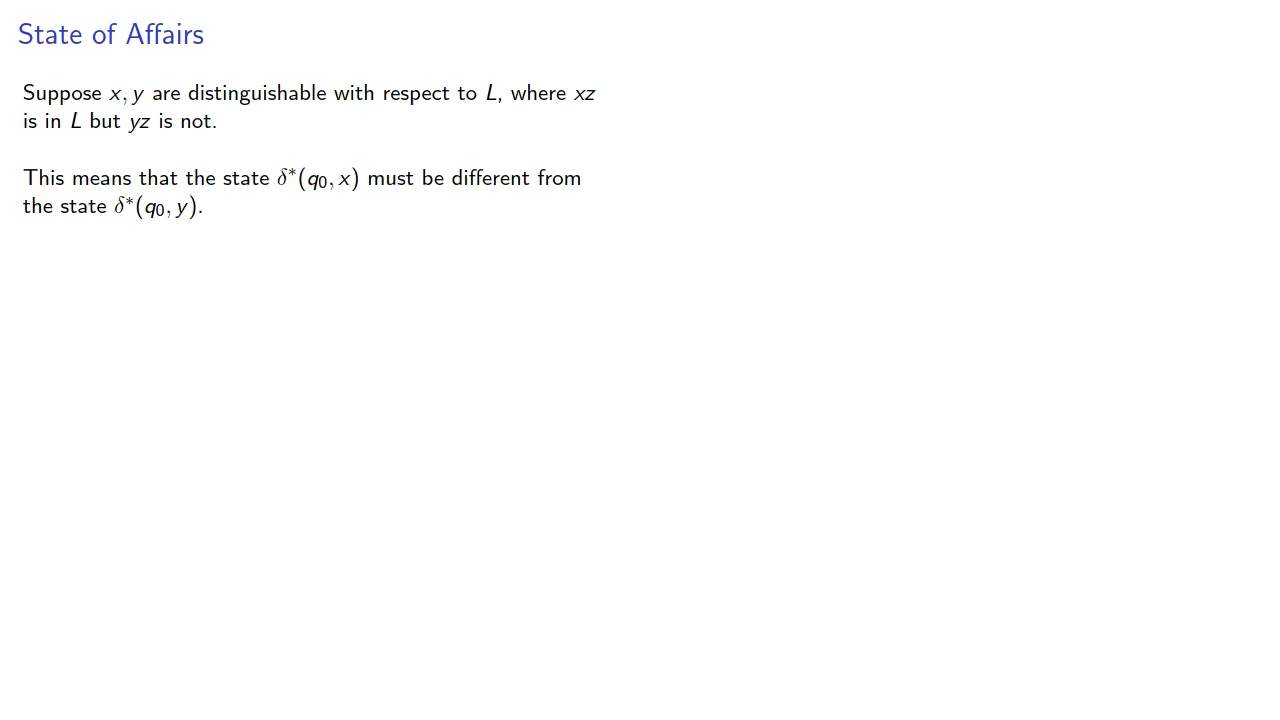 State of Affairs
Suppose x, y are distinguishable with respect to L, where xz
is in L but yz is not.
This means that the state δ*(q₀, x) must be different from
the state δ*(q₀, y).